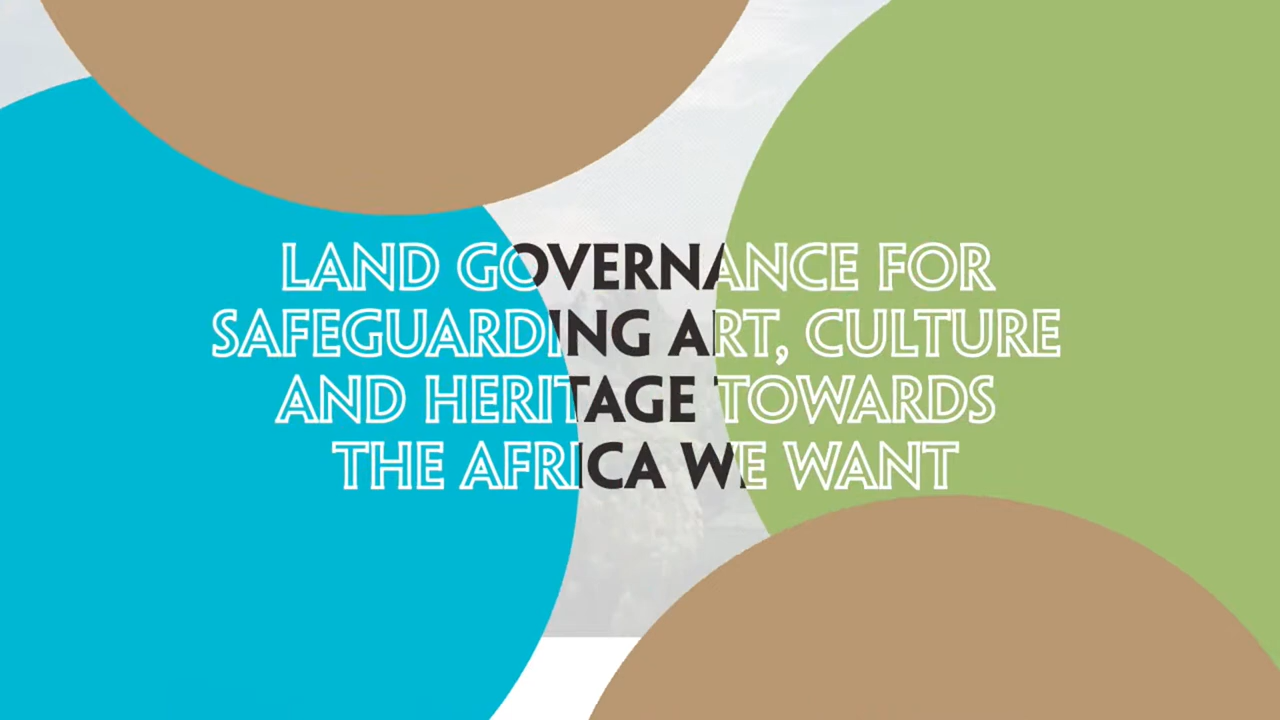 LAND GOVERNANCE FOR
SAFEGUARDING ART, CULTURE
AND HERITAGE TOWARDS
THE AFRICA WE WANT